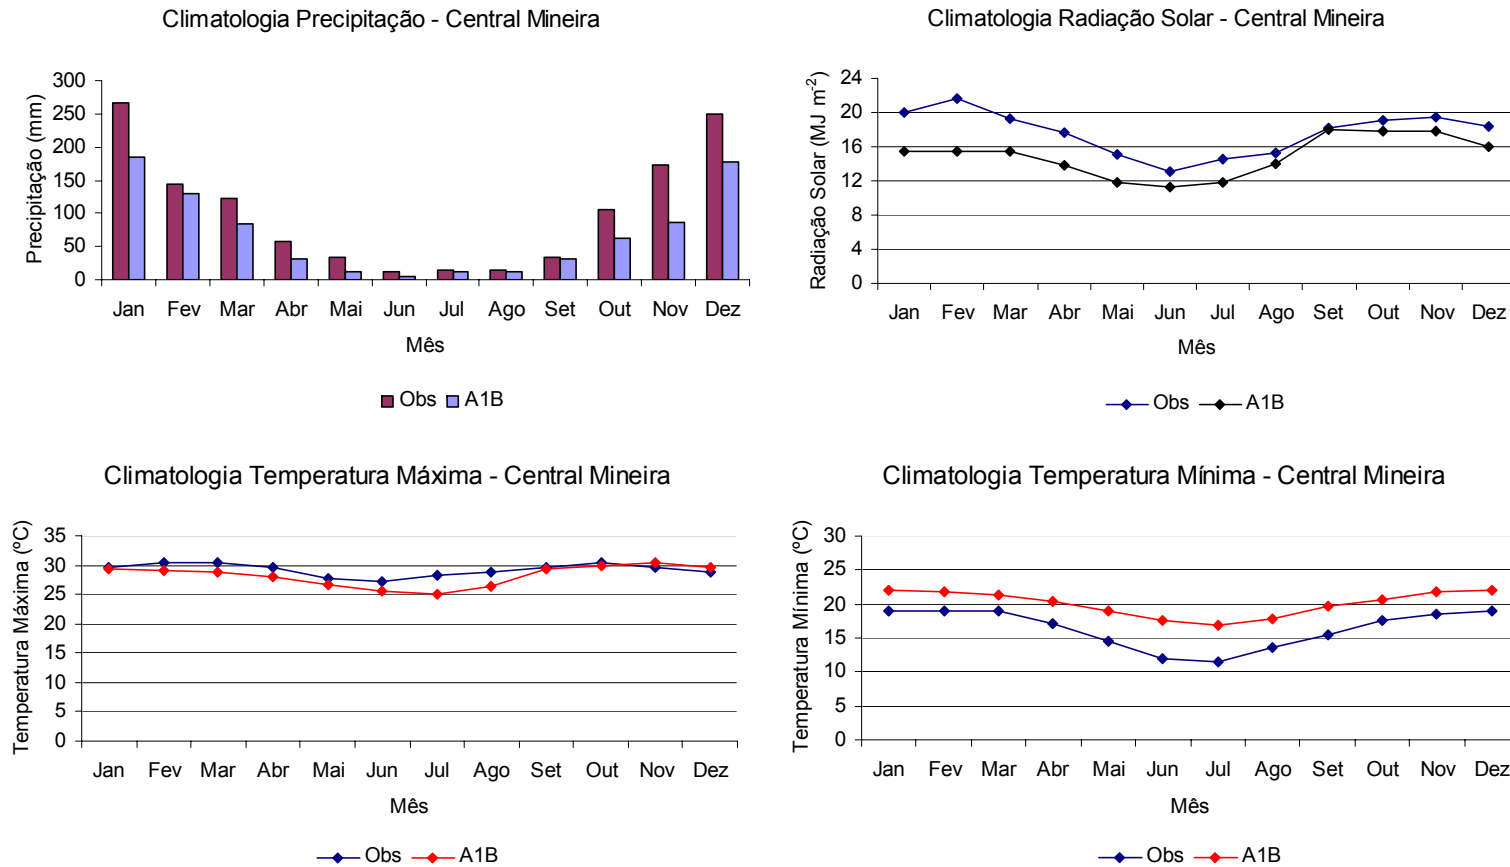 Climatologia Precipitação - Central Mineira
Precipitação (mm)
300
250
200
150
100
50
0
Jan Fev Mar Abr Mai Jun Jul Ago Set Out Nov Dez
Mês
Obs A1B
Climatologia Radiação Solar - Central Mineira
Radiação Solar (MJ m-2)
24
20
16
12
8
4
0
Jan Fev Mar Abr Mai Jun Jul Ago Set Out Nov Dez
Mês
Obs A1B
Climatologia Temperatura Máxima - Central Mineira
Temperatura Máxima (ºC)
35
30
25
20
15
10
5
0
Jan Fev Mar Abr Mai Jun Jul Ago Set Out Nov Dez
Mês
Obs A1B
Climatologia Temperatura Mínima - Central Mineira
Temperatura Mínima (ºC)
30
25
20
15
10
5
0
Jan Fev Mar Abr Mai Jun Jul Ago Set Out Nov Dez
Mês
Obs A1B